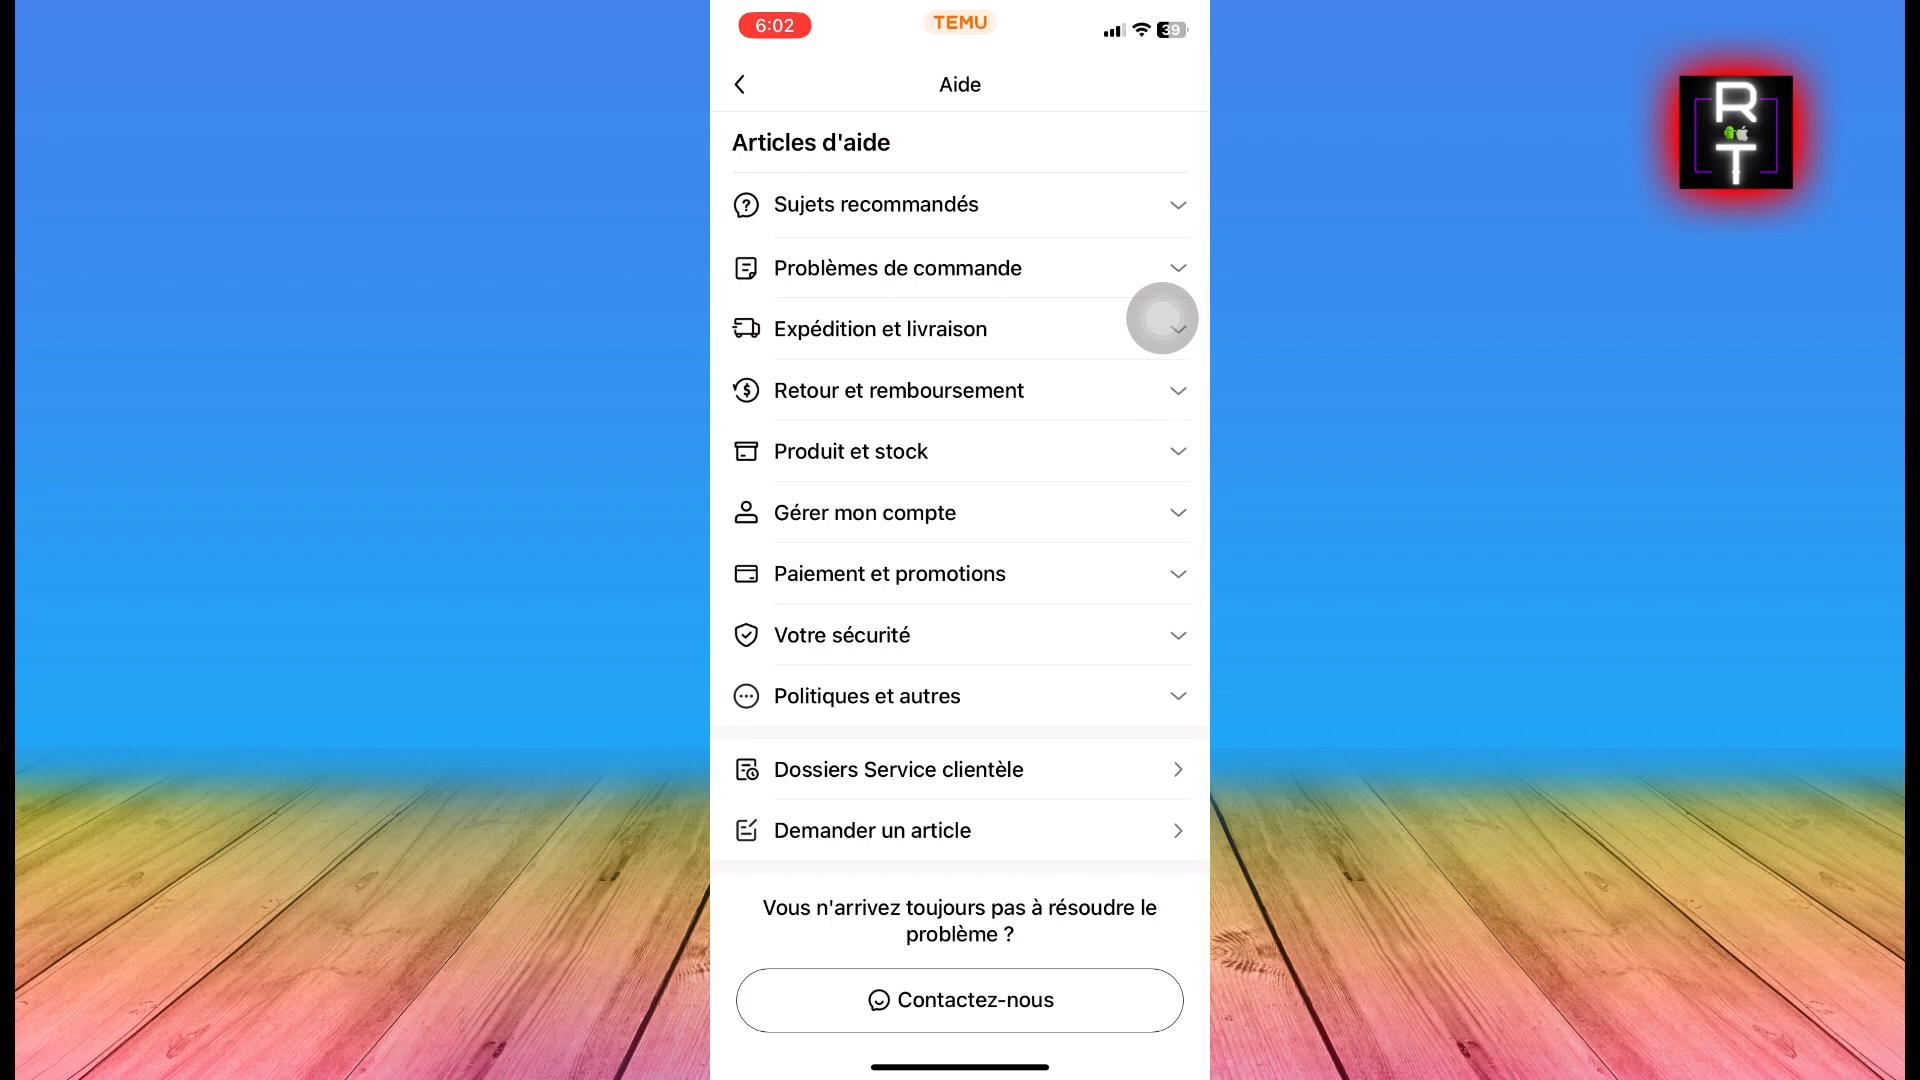 6:02
TEMU
39
Aide
Articles d'aide
Sujets recommandés
Problèmes de commande
Expédition et livraison
Retour et remboursement
Produit et stock
Gérer mon compte
Paiement et promotions
Votre sécurité
Politiques et autres
Dossiers Service clientèle
Demander un article
Vous n'arrivez toujours pas à résoudre le
problème ?
Contactez-nous
R
T